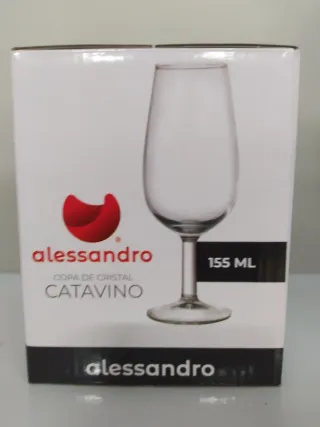 alessandro
COPA DE CRISTAL
CATAVINO
155 ML
alessandro